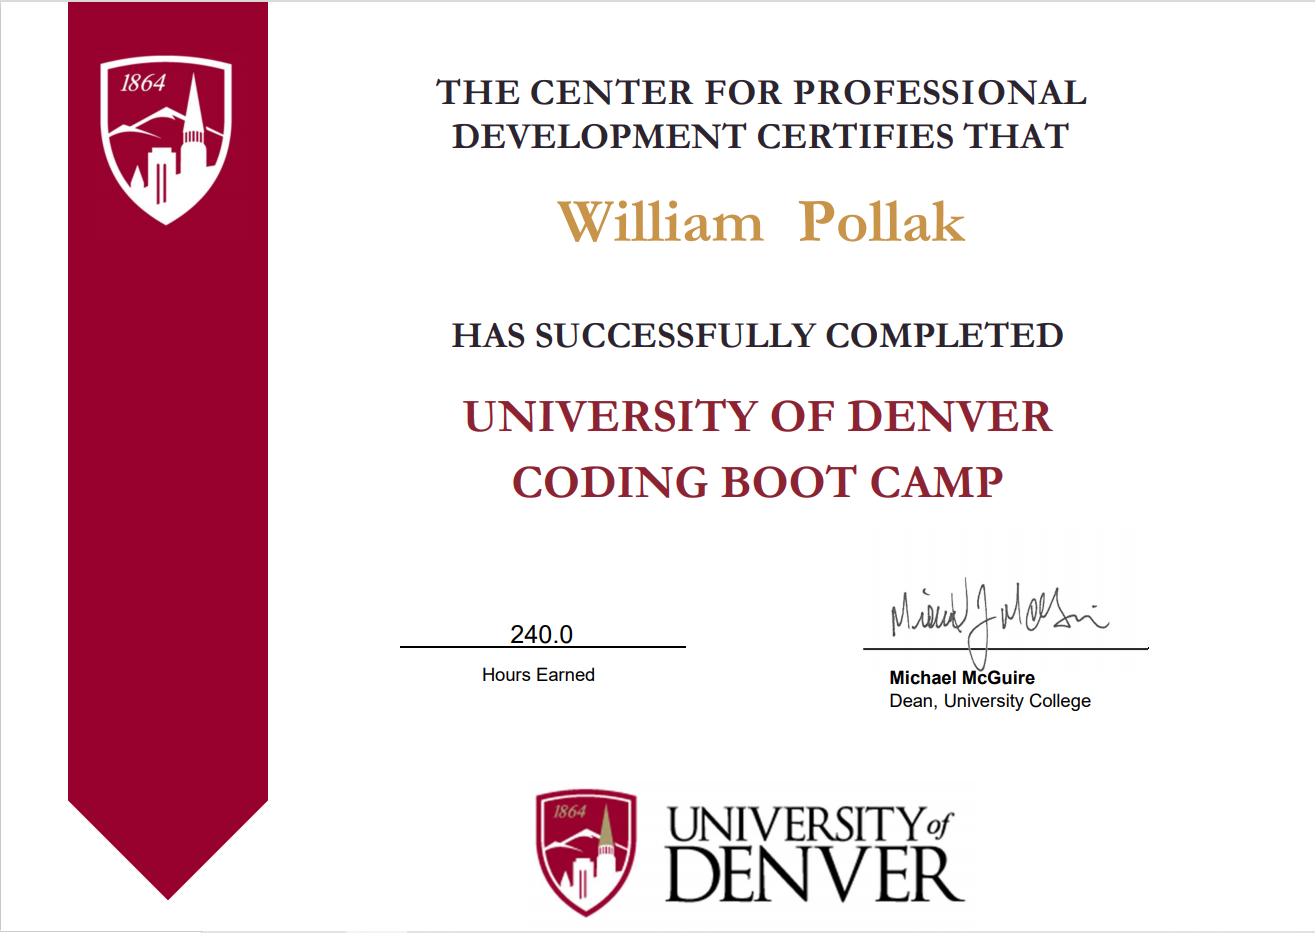 1864
THE CENTER FOR PROFESSIONAL
DEVELOPMENT CERTIFIES THAT
William Pollak
HAS SUCCESSFULLY COMPLETED
UNIVERSITY OF DENVER
CODING BOOT CAMP
240.0
Hours Earned
Michael J McGuire
Michael McGuire
Dean, University College
1864
UNIVERSITY of
DENVER